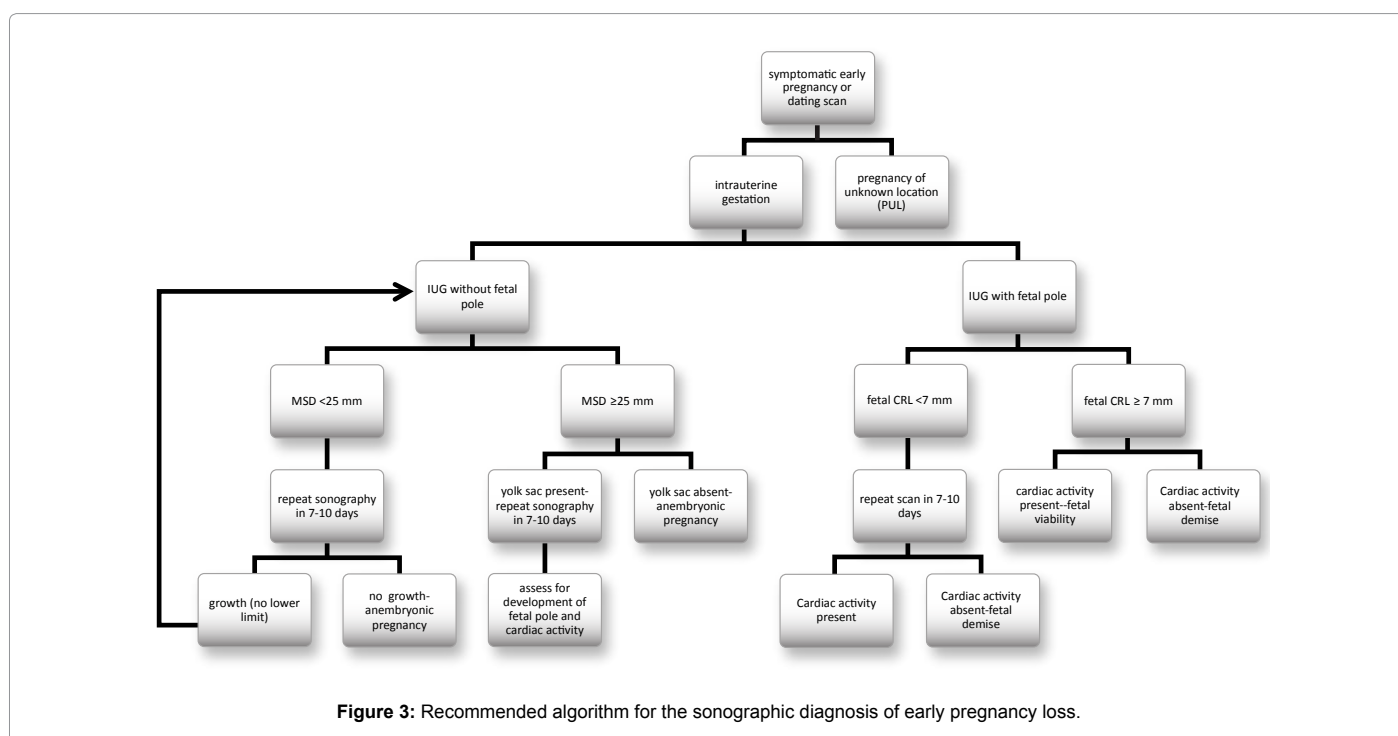 symptomatic early
pregnancy or
dating scan
intrauterine
gestation
pregnancy of
unknown location
(PUL)
IUG without fetal
pole
IUG with fetal pole
MSD <25 mm
MSD ≥25 mm
fetal CRL <7 mm
fetal CRL ≥ 7 mm
repeat sonography
in 7-10 days
yolk sac present-
repeat sonography
in 7-10 days
yolk sac absent-
anembryonic
pregnancy
repeat scan in 7-10
days
cardiac activity
present--fetal
viability
Cardiac activity
absent-fetal
demise
growth (no lower
limit)
no growth-
anembryonic
pregnancy
assess for
development of
fetal pole and
cardiac activity
Cardiac activity
present
Cardiac activity
absent-fetal
demise
Figure 3: Recommended algorithm for the sonographic diagnosis of early pregnancy loss.